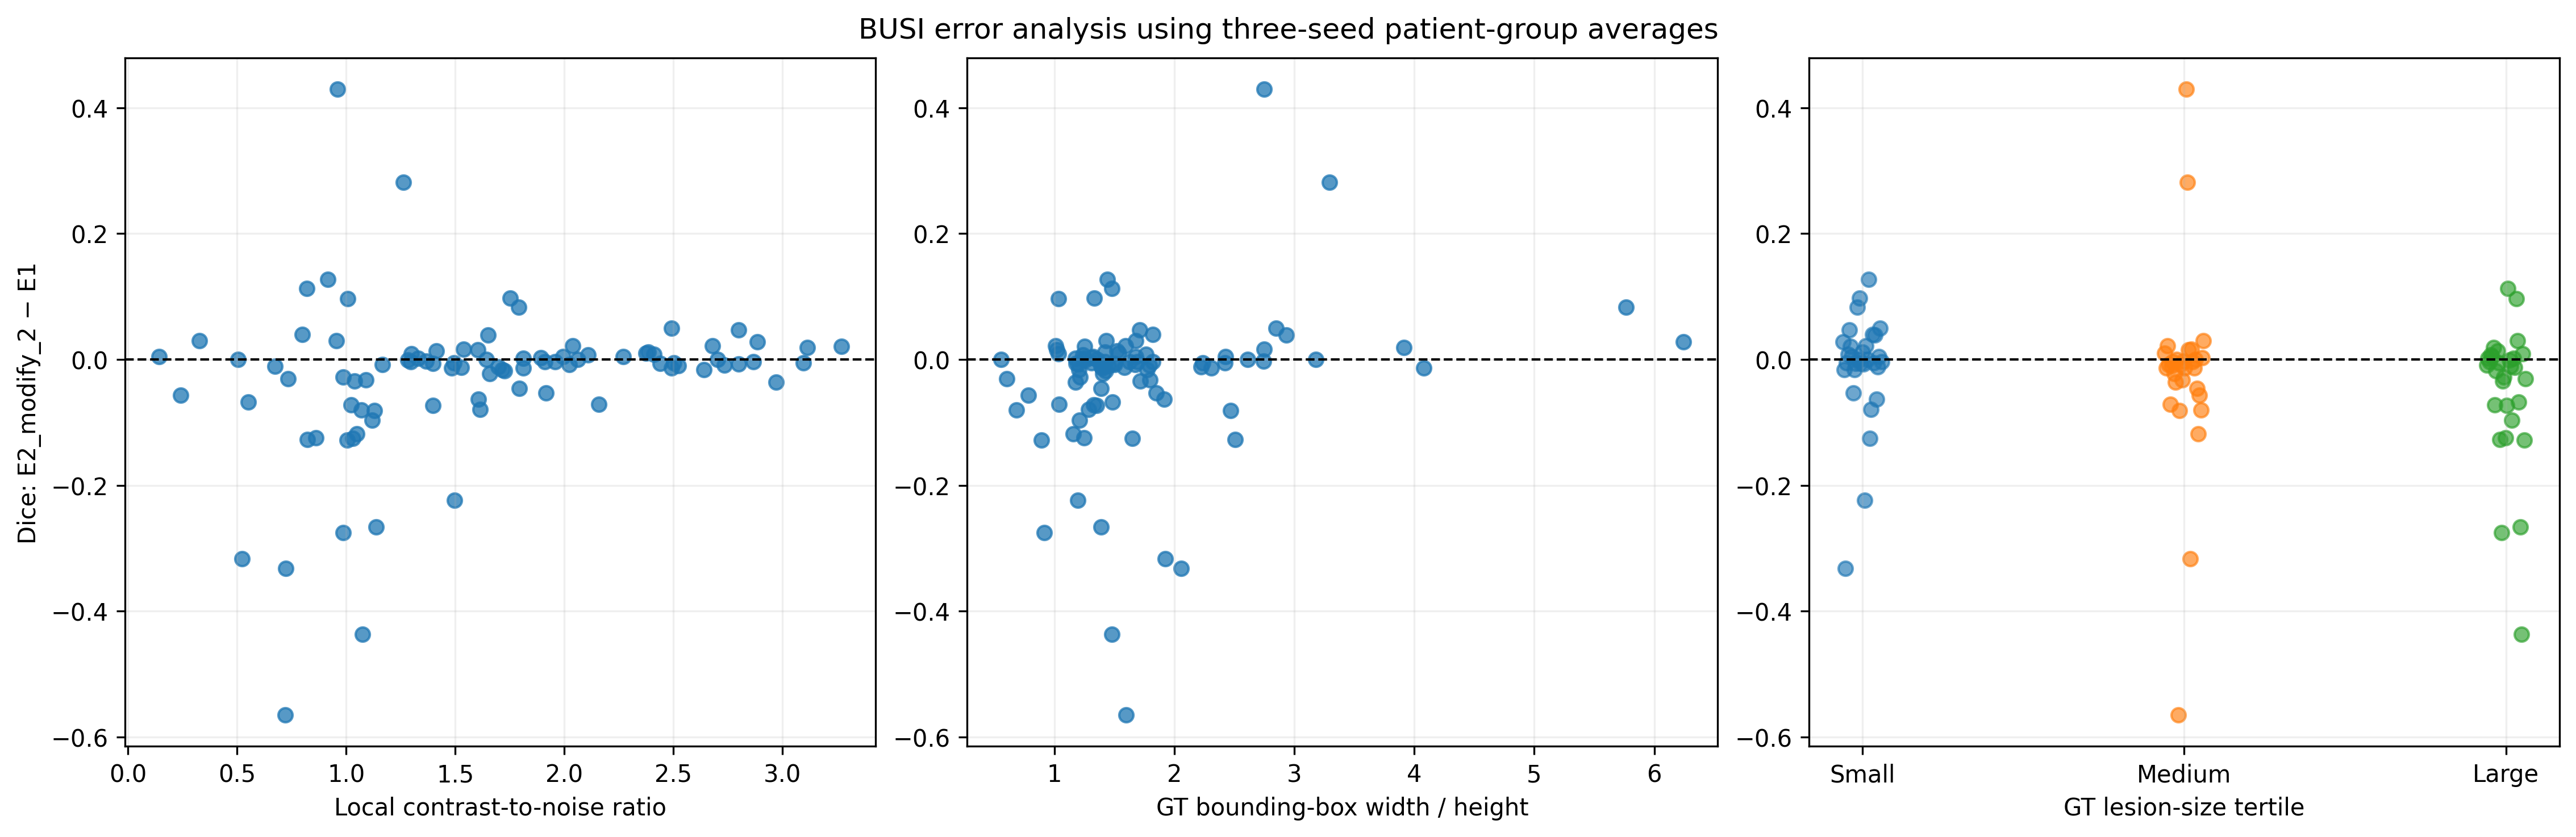 BUSI error analysis using three-seed patient-group averages
Dice: E2_modify_2 − E1
0.4
0.2
0.0
−0.2
−0.4
−0.6
0.0 0.5 1.0 1.5 2.0 2.5 3.0
Local contrast-to-noise ratio
0.4
0.2
0.0
−0.2
−0.4
−0.6
1 2 3 4 5 6
GT bounding-box width / height
0.4
0.2
0.0
−0.2
−0.4
−0.6
Small Medium Large
GT lesion-size tertile